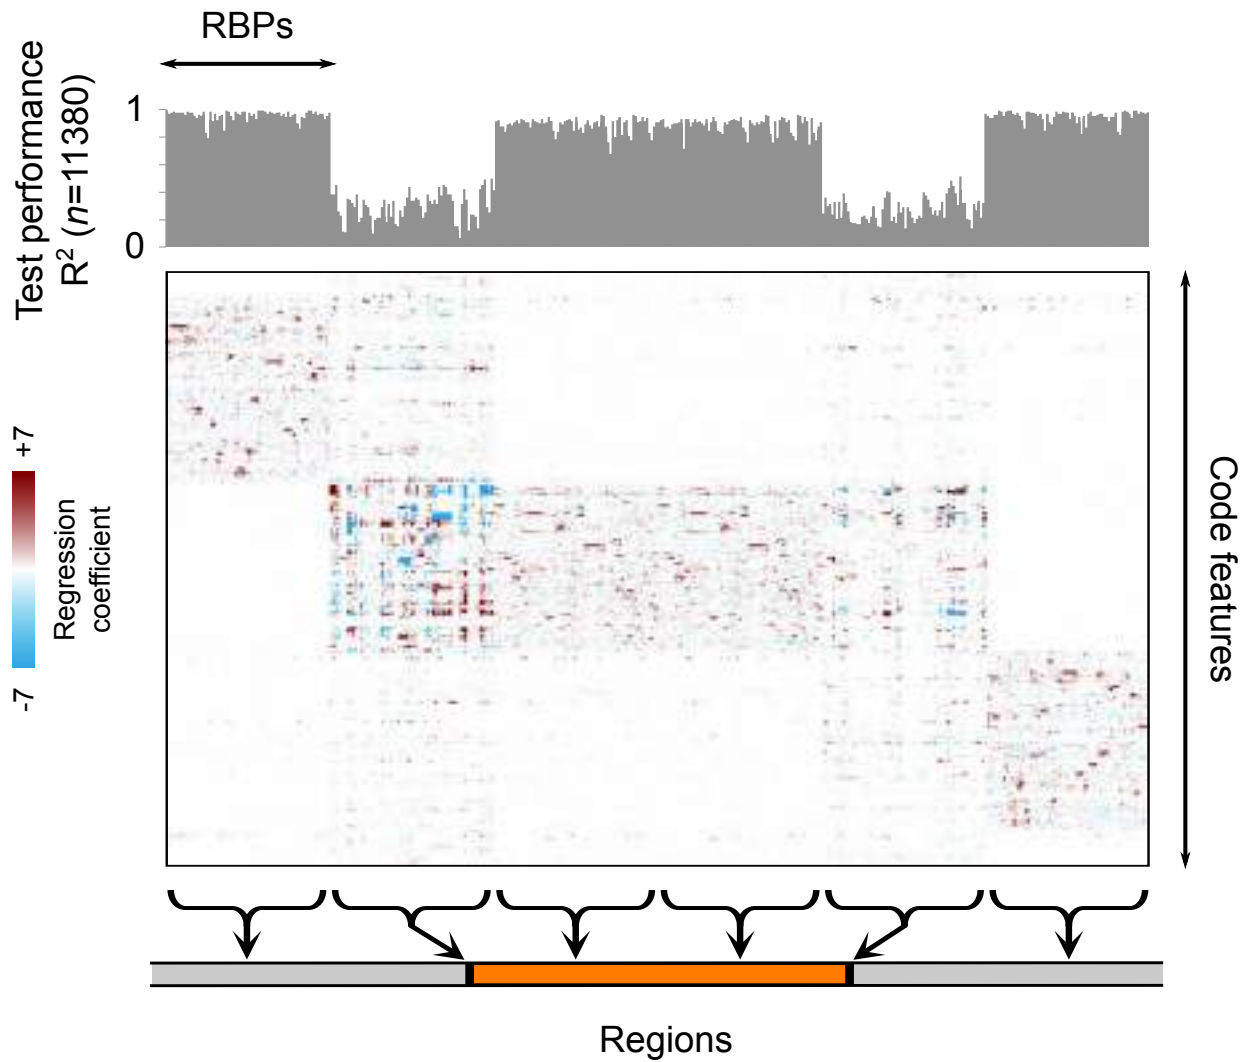 RBPs
Test performance
R² (n=11380)
1
0
+7
-7
Regression
coefficient
Code features
Regions